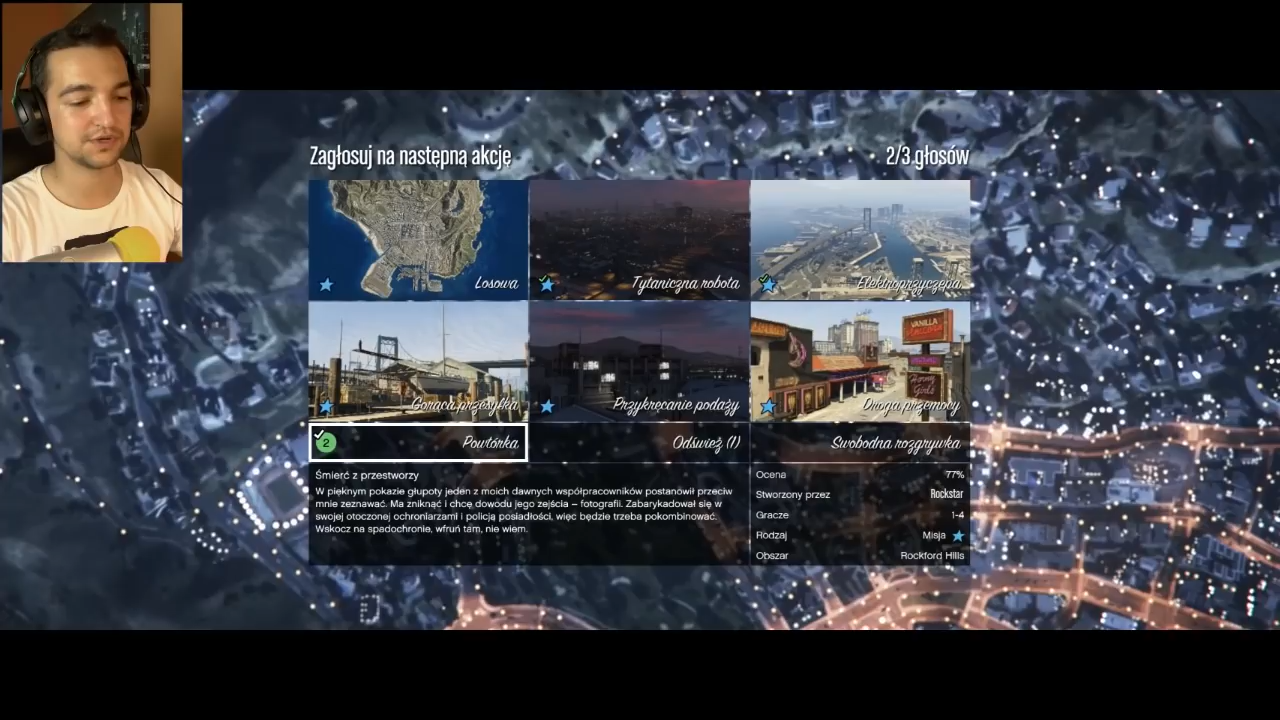 Zagłosuj na następną akcję
2/3 głosów
Losowa
Tytaniczna robota
Elektroprzyczepa
Gorąca przesyłka
Przykręcanie podaży
VANILLA
Droga przemocy
2
Powtórka
Odśwież (1)
Swobodna rozgrywka
Śmierć z przestworzy
W pięknym pokazie głupoty jeden z moich dawnych współpracowników postanowił przeciw
mnie zeznawać. Ma zniknąć i chcę dowodu jego zejścia – fotografii. Zabarykadował się w
swojej otoczonej ochroniarzami i policją posiadłości, więc będzie trzeba pokombinować.
Wskocz na spadochronie, wfruń tam, nie wiem.
Ocena 77%
Stworzony przez Rockstar
Gracze 1-4
Rodzaj Misja
Obszar Rockford Hills